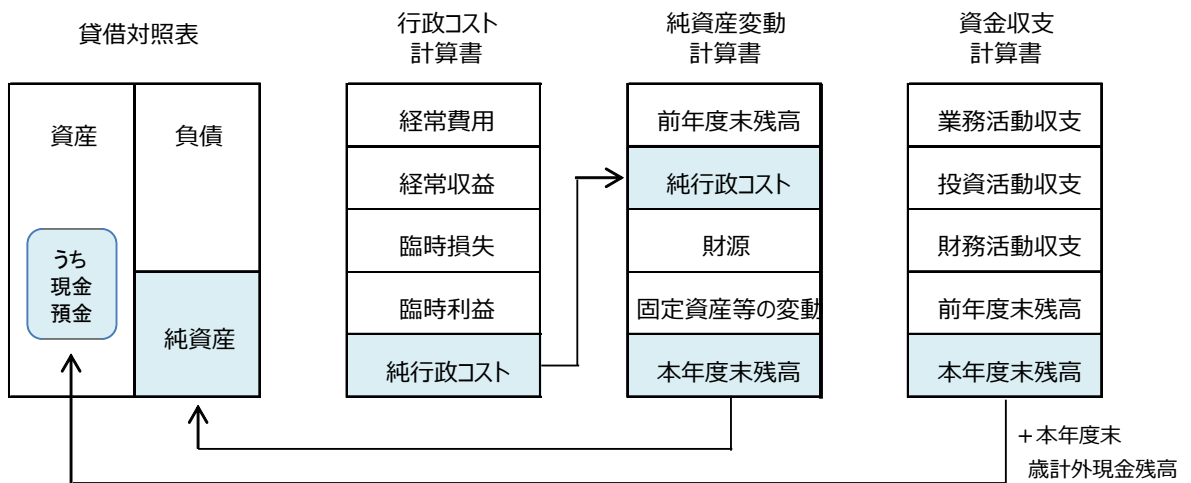 貸借対照表
資産
負債
うち
現金
預金
純資産
行政コスト
計算書
経常費用
経常収益
臨時損失
臨時利益
純行政コスト
純資産変動
計算書
前年度末残高
純行政コスト
財源
固定資産等の変動
本年度末残高
資金収支
計算書
業務活動収支
投資活動収支
財務活動収支
前年度末残高
本年度末残高
+本年度末
歳計外現金残高